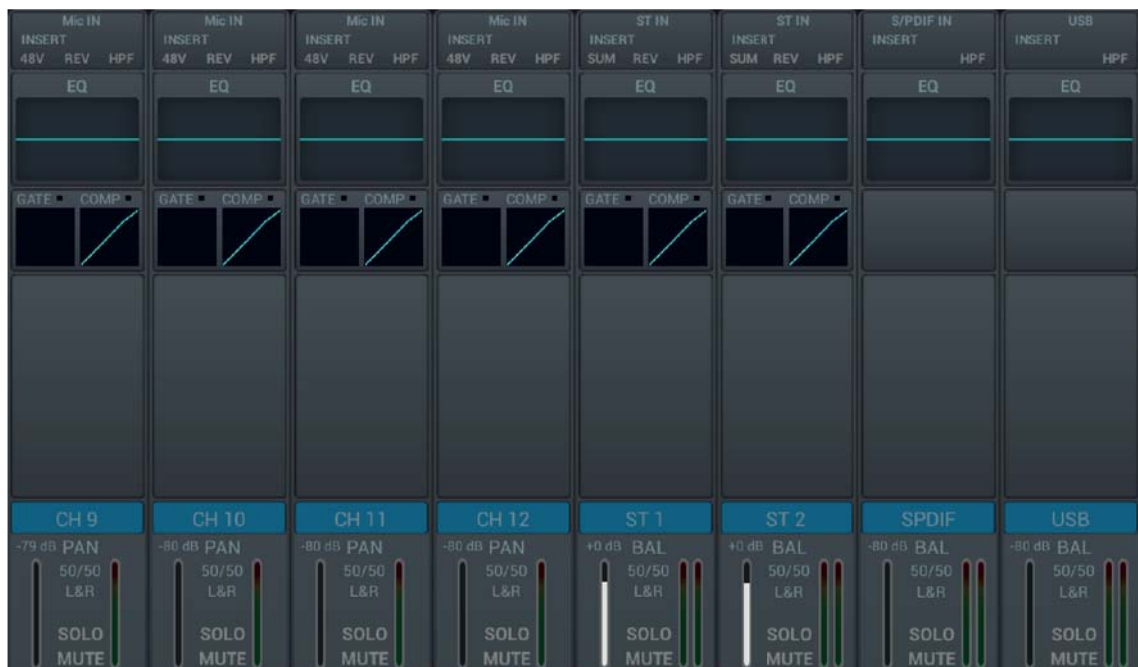 Mic IN Mic IN Mic IN Mic IN ST IN ST IN S/PDIF IN USB
INSERT INSERT INSERT INSERT INSERT INSERT INSERT INSERT
48V REV HPF 48V REV HPF 48V REV HPF 48V REV HPF SUM REV HPF SUM REV HPF HPF HPF
EQ EQ EQ EQ EQ EQ EQ EQ
GATE COMP GATE COMP GATE COMP GATE COMP GATE COMP GATE COMP
CH 9 CH 10 CH 11 CH 12 ST 1 ST 2 SPDIF USB
-79 dB PAN -80 dB PAN -80 dB PAN -80 dB PAN +0 dB BAL +0 dB BAL -80 dB BAL -80 dB BAL
50/50 50/50 50/50 50/50 50/50 50/50 50/50 50/50
L&R L&R L&R L&R L&R L&R L&R L&R
SOLO SOLO SOLO SOLO SOLO SOLO SOLO SOLO
MUTE MUTE MUTE MUTE MUTE MUTE MUTE MUTE